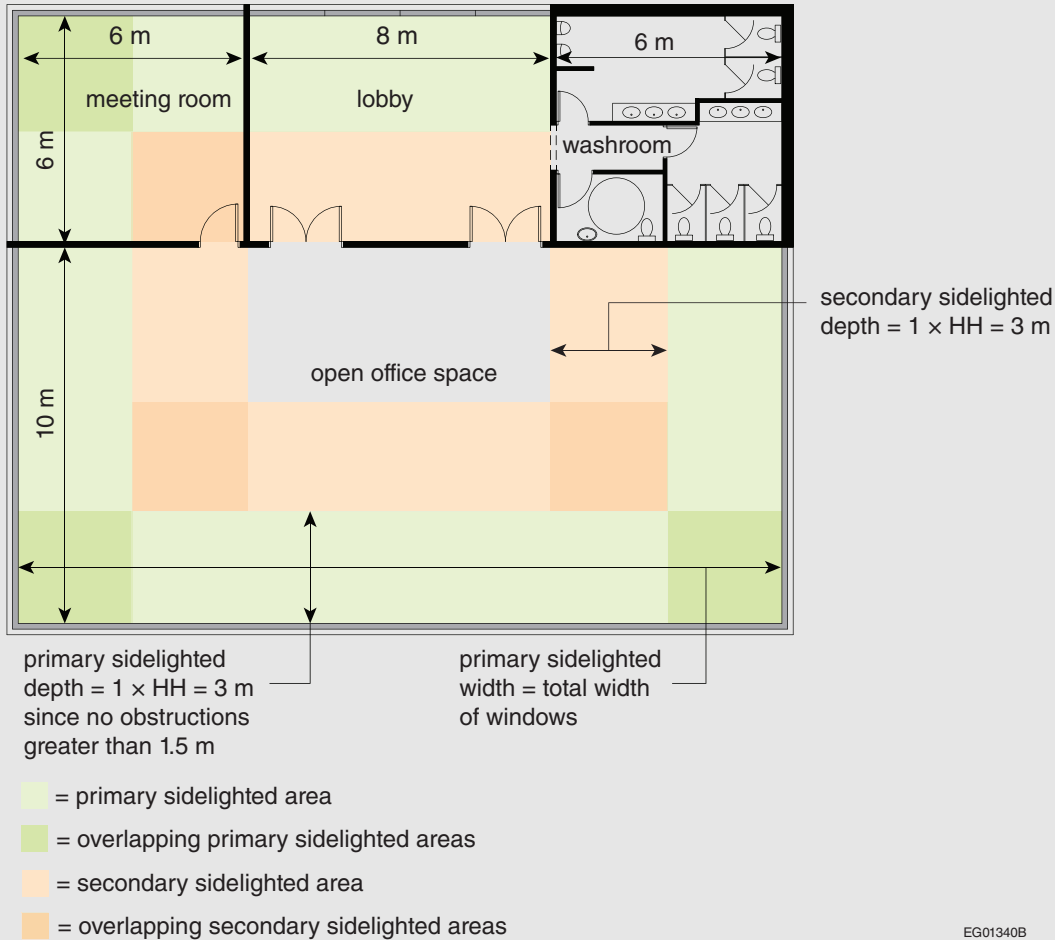 6 m
8 m
6 m
meeting room
lobby
6 m
washroom
secondary sidelighted
depth = 1 × HH = 3 m
open office space
10 m
primary sidelighted
depth = 1 × HH = 3 m
since no obstructions
greater than 1.5 m
primary sidelighted
width = total width
of windows
= primary sidelighted area
= overlapping primary sidelighted areas
= secondary sidelighted area
= overlapping secondary sidelighted areas
EG01340B